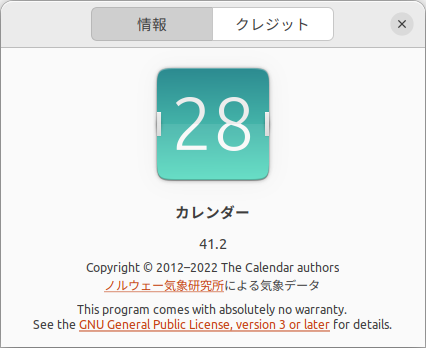 情報
クレジット
28
カレンダー
41.2
Copyright © 2012–2022 The Calendar authors
ノルウェー気象研究所による気象データ
This program comes with absolutely no warranty.
See the GNU General Public License, version 3 or later for details.